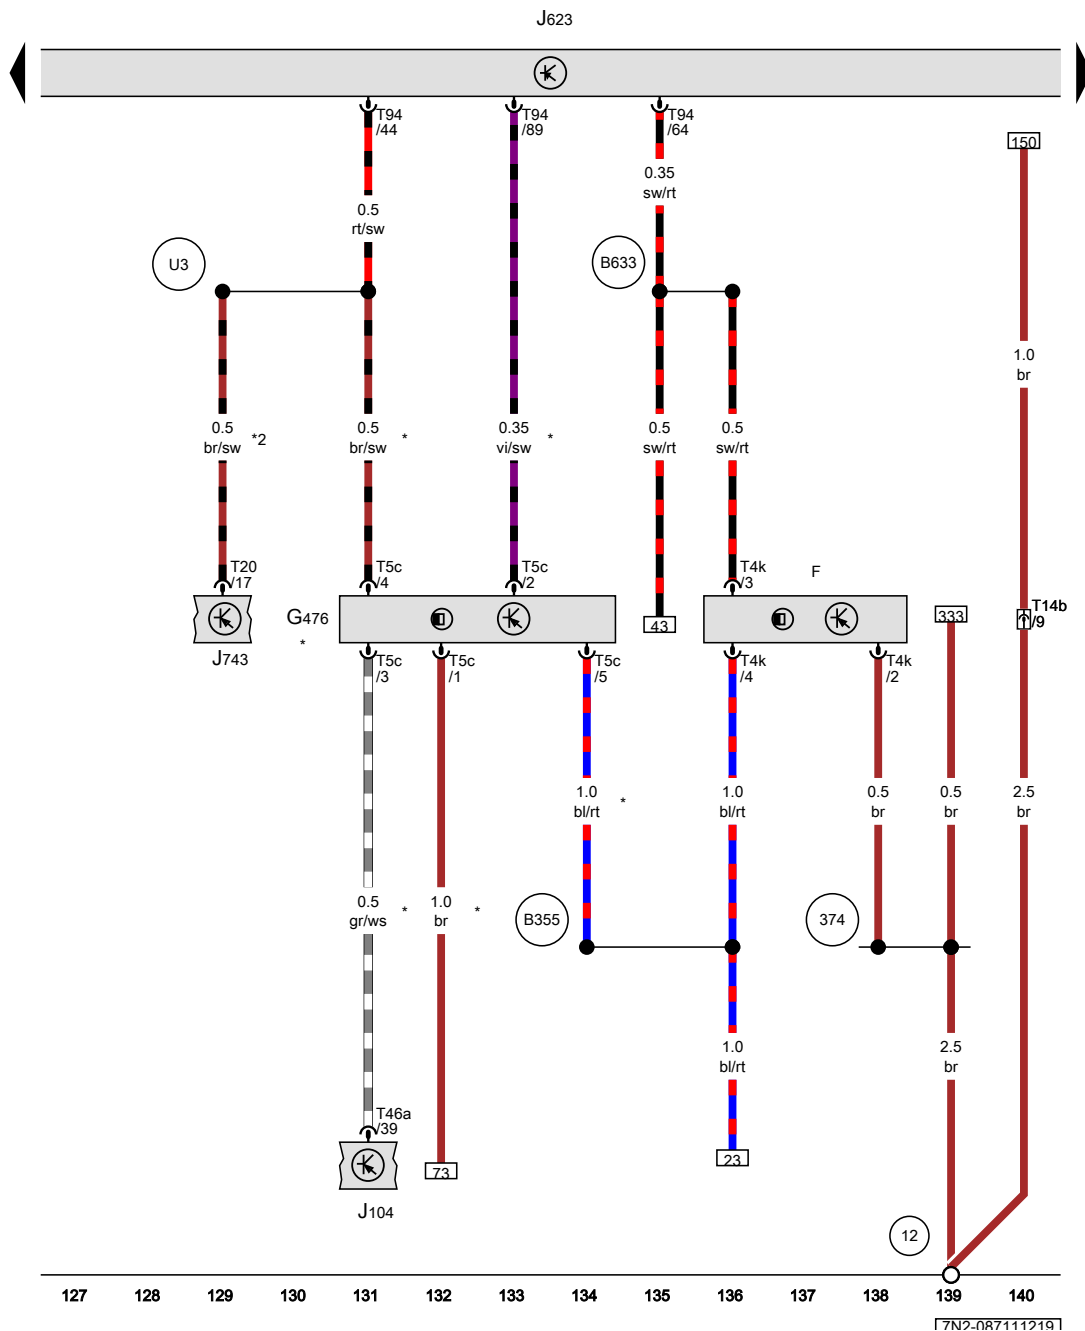 J623
T94
/44
T94
/89
T94
/64
150
0.35
sw/rt
0.5
rt/sw
U3
B633
1.0
br
0.5
br/sw
*2
0.5
br/sw
*
0.35
vi/sw
*
0.5
sw/rt
0.5
sw/rt
T20
/17
T5c
/4
T5c
/2
T4k
/3
F
G476
*
43
333
T14b
/9
J743
T5c
/3
T5c
/1
T5c
/5
T4k
/4
T4k
/2
1.0
bl/rt
*
1.0
bl/rt
0.5
br
0.5
br
2.5
br
0.5
gr/ws
*
1.0
br
*
B355
374
1.0
bl/rt
2.5
br
T46a
/39
73
23
J104
12
127 128 129 130 131 132 133 134 135 136 137 138 139 140
7N2-087111219